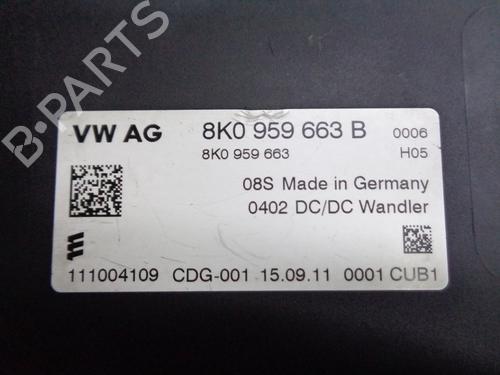 B-PARTS
VW AG 8K0 959 663 B 0006
8K0 959 663 H05
08S Made in Germany
0402 DC/DC Wandler
111004109 CDG-001 15.09.11 0001 CUB1